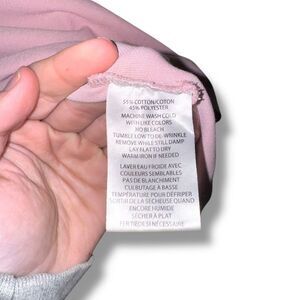 55% COTTON/COTON
45% POLYESTER
MACHINE WASH COLD
WITH LIKE COLORS
NO BLEACH
TUMBLE LOW TO DE-WRINKLE
REMOVE WHILE STILL DAMP
LAY FLAT TO DRY
WARM IRON IF NEEDED
LAVER EAU FROIDE AVEC
COULEURS SEMBLABLES
PAS DE BLANCHIMENT
CULBUTAGE À BASSE
TEMPÉRATURE POUR DÉFRIPER
SORTIR DE LA SÉCHEUSE QUAND
ENCORE HUMIDE
SÉCHER À PLAT
FER TIÈDE SI NÉCESSAIRE